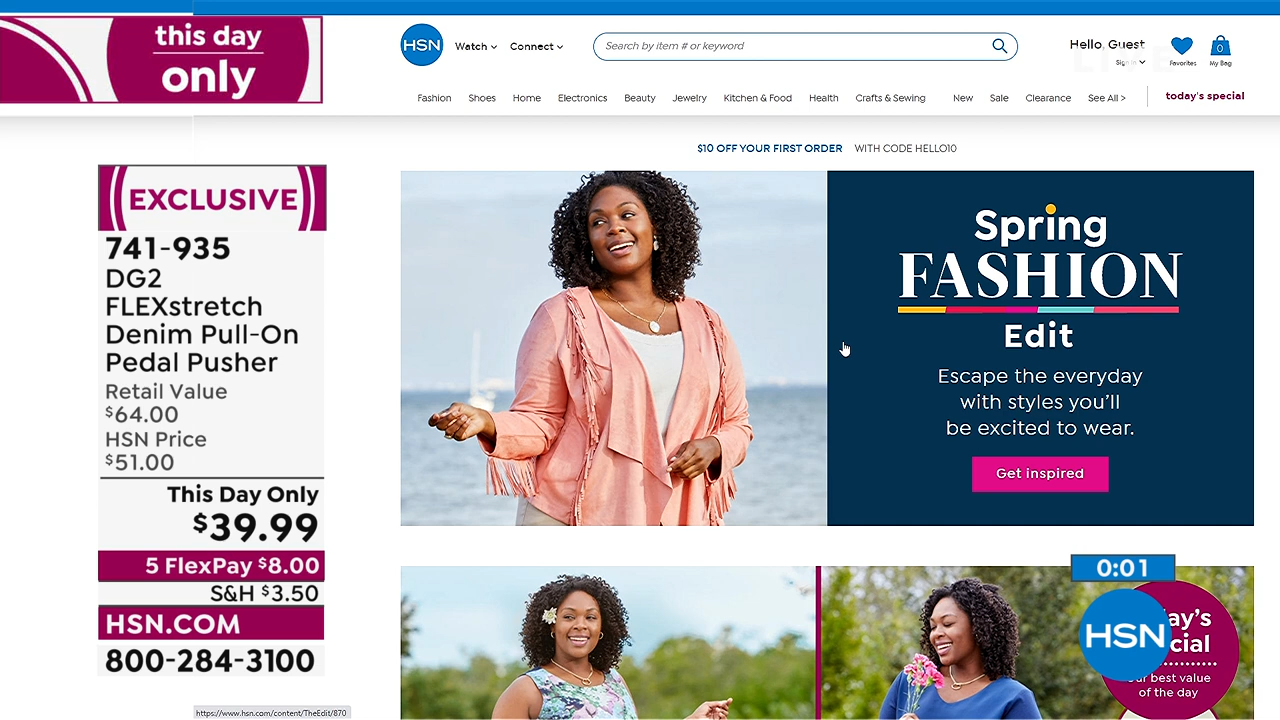 this day
only
HSN
Watch
Connect
Search by item # or keyword
Hello, Guest
Sign In
Favorites
0
My Bag
Fashion
Shoes
Home
Electronics
Beauty
Jewelry
Kitchen & Food
Health
Crafts & Sewing
New
Sale
Clearance
See All >
today's special
$10 OFF YOUR FIRST ORDER WITH CODE HELLO10
EXCLUSIVE
741-935
DG2
FLEXstretch
Denim Pull-On
Pedal Pusher
Retail Value
$64.00
HSN Price
$51.00
This Day Only
$39.99
5 FlexPay $8.00
S&H $3.50
HSN.COM
800-284-3100
Spring
FASHION
Edit
Escape the everyday
with styles you'll
be excited to wear.
Get inspired
0:01
HSN
best value
of the day
https://www.hsn.com/content/TheEdit/870